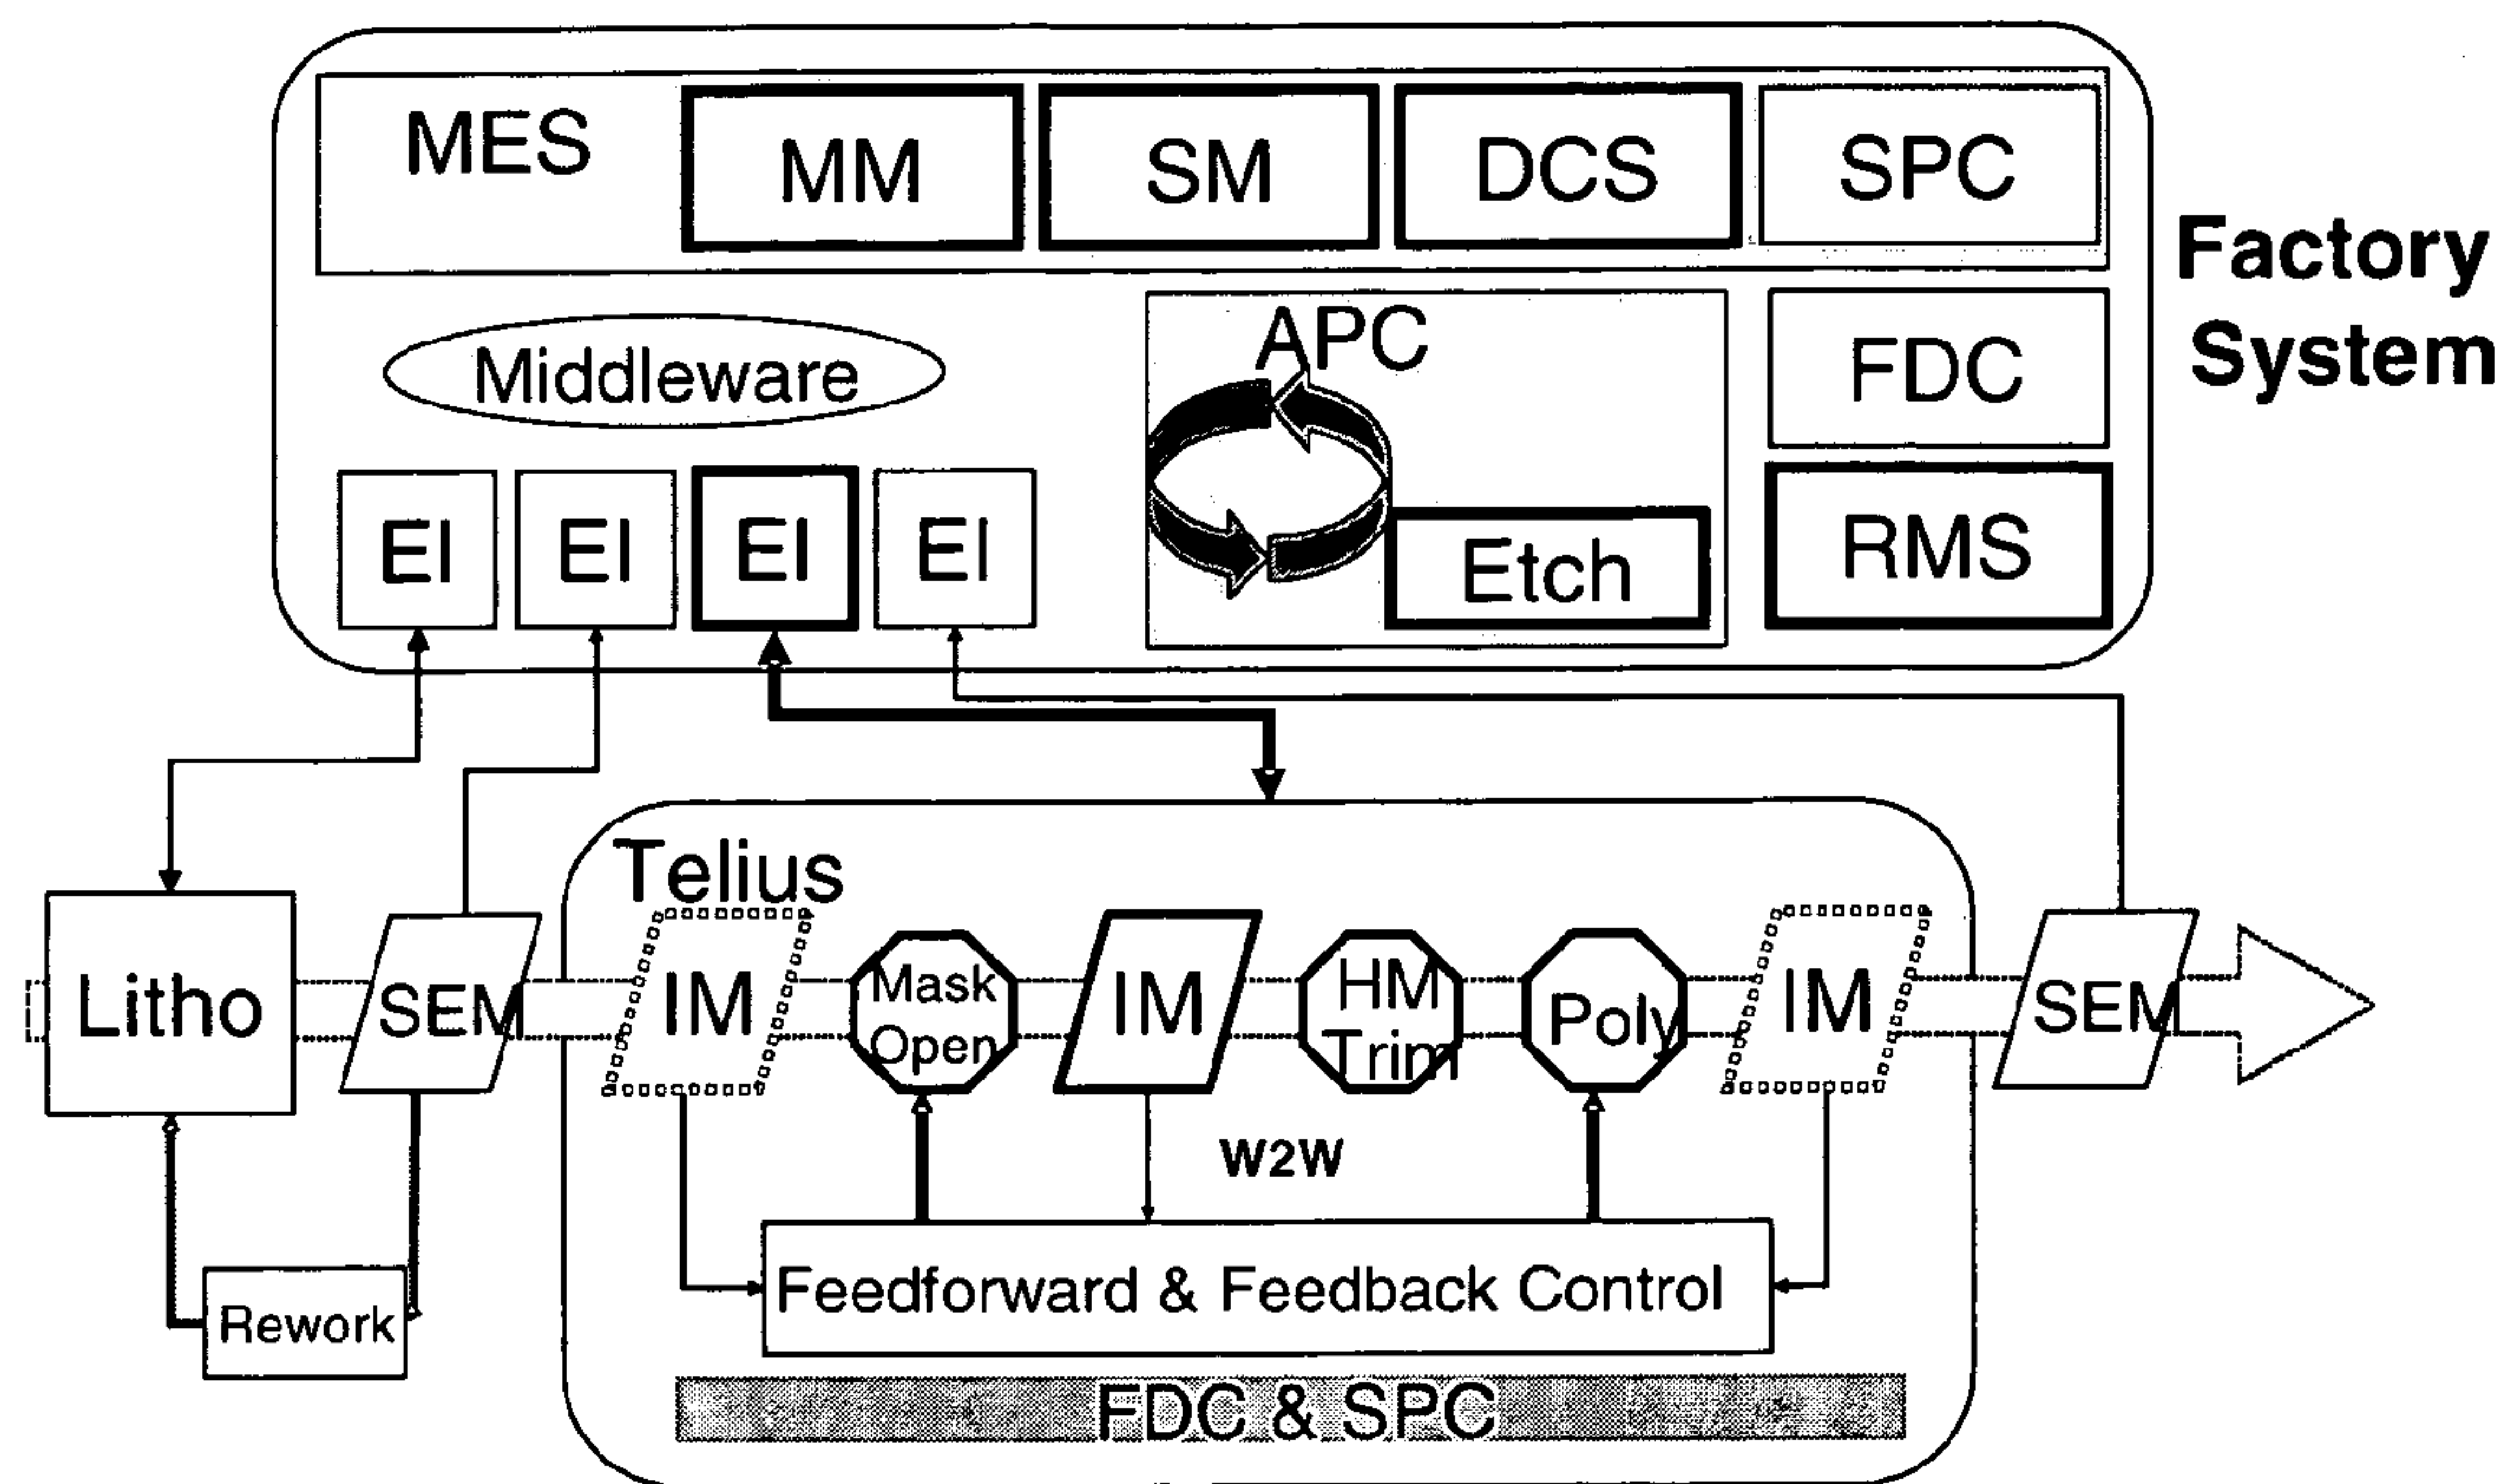 MES
MM
SM
DCS
SPC
Factory
System
Middleware
APC
FDC
EI
EI
EI
EI
Etch
RMS
Telius
Litho
SEM
IM
Mask
Open
IM
HM
Trim
Poly
IM
SEM
W2W
Feedforward & Feedback Control
Rework
FDC & SPC